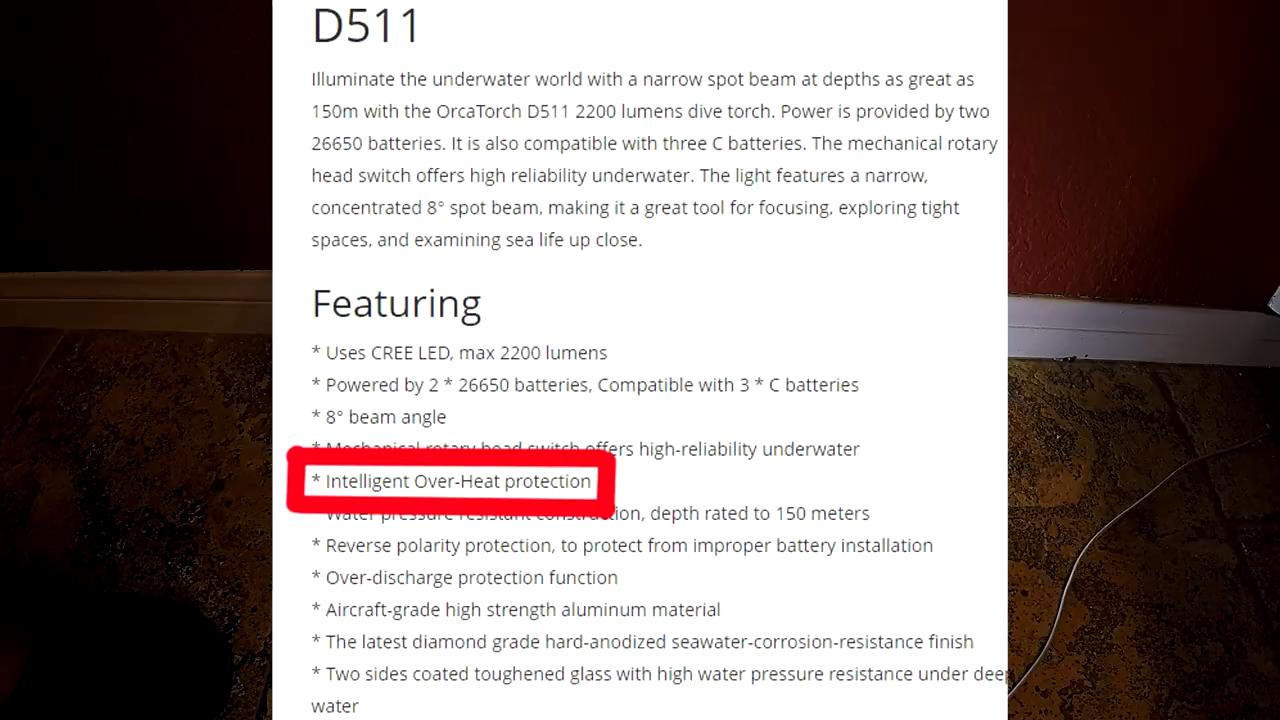 D511
Illuminate the underwater world with a narrow spot beam at depths as great as
150m with the OrcaTorch D511 2200 lumens dive torch. Power is provided by two
26650 batteries. It is also compatible with three C batteries. The mechanical rotary
head switch offers high reliability underwater. The light features a narrow,
concentrated 8° spot beam, making it a great tool for focusing, exploring tight
spaces, and examining sea life up close.
Featuring
* Uses CREE LED, max 2200 lumens
* Powered by 2 * 26650 batteries, Compatible with 3 * C batteries
* 8° beam angle
* Mechanical rotary head switch offers high-reliability underwater
* Intelligent Over-Heat protection
* Water pressure resistant construction, depth rated to 150 meters
* Reverse polarity protection, to protect from improper battery installation
* Over-discharge protection function
* Aircraft-grade high strength aluminum material
* The latest diamond grade hard-anodized seawater-corrosion-resistance finish
* Two sides coated toughened glass with high water pressure resistance under deep
water